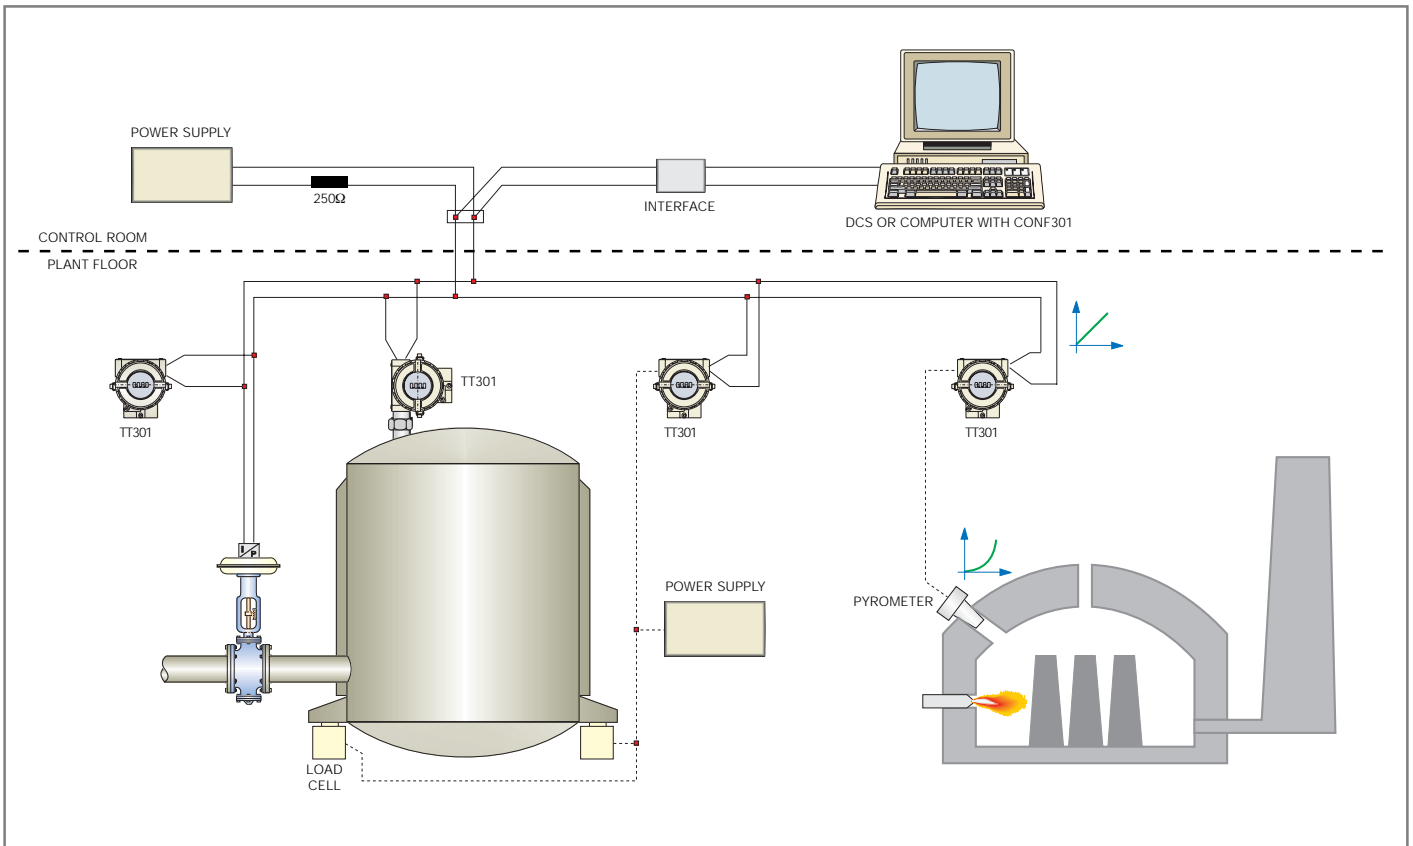 POWER SUPPLY
250Ω
INTERFACE
DCS OR COMPUTER WITH CONF301
CONTROL ROOM
PLANT FLOOR
TT301
TT301
TT301
TT301
I
P
POWER SUPPLY
PYROMETER
LOAD
CELL